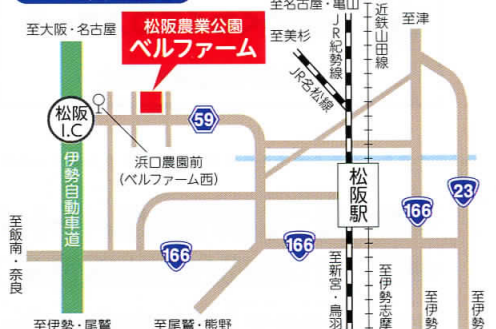 至名古屋・亀山
近鉄山田線
至津
至大阪・名古屋
松阪農業公園
ベルファーム
至美杉
JR紀勢線
JR名松線
松阪
I.C
59
浜口農園前
(ベルファーム西)
伊勢自動車道
松阪駅
166
23
至飯南・奈良
166
166
至新宮・鳥羽
至伊勢志摩
至伊勢
至伊勢
至伊勢・尾鷲
至尾鷲・熊野